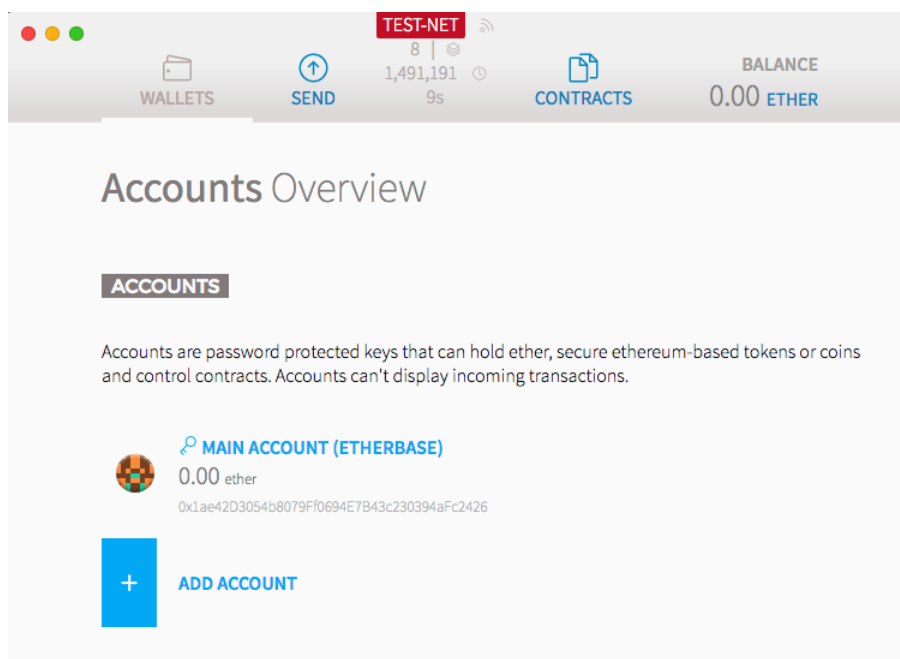 TEST-NET
8 |
1,491,191
9s
WALLETS
SEND
CONTRACTS
BALANCE
0.00 ETHER
Accounts Overview
ACCOUNTS
Accounts are password protected keys that can hold ether, secure ethereum-based tokens or coins
and control contracts. Accounts can't display incoming transactions.
MAIN ACCOUNT (ETHERBASE)
0.00 ether
0x1ae42D3054b8079Ff0694E7B43c230394aFc2426
+
ADD ACCOUNT